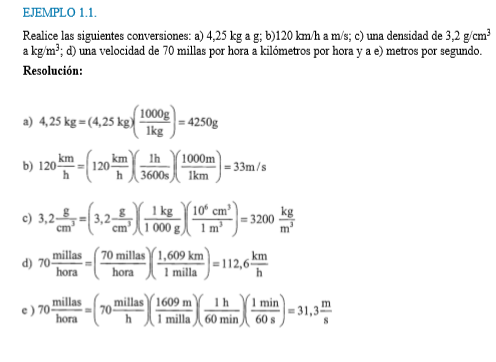 EJEMPLO 1.1.
Realice las siguientes conversiones: a) 4,25 kg a g; b)120 km/h a m/s; c) una densidad de 3,2 g/cm³
a kg/m³; d) una velocidad de 70 millas por hora a kilómetros por hora y a e) metros por segundo.
Resolución:
a) 4,25 kg = (4,25 kg)(1000g/1kg) = 4250g
b) 120 km/h = (120 km/h)(1h/3600s)(1000m/1km) = 33m/s
c) 3,2 g/cm³ = (3,2 g/cm³)(1 kg/1 000 g)(10⁶ cm³/1 m³) = 3200 kg/m³
d) 70 millas/hora = (70 millas/hora)(1,609 km/1 milla) = 112,6 km/h
e) 70 millas/hora = (70 millas/h)(1609 m/1 milla)(1 h/60 min)(1 min/60 s) = 31,3 m/s